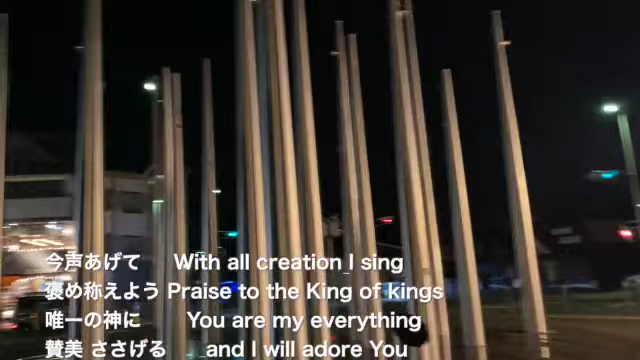 今声あげて With all creation I sing
褒め称えよう Praise to the King of kings
唯一の神に You are my everything
賛美 ささげる and I will adore You